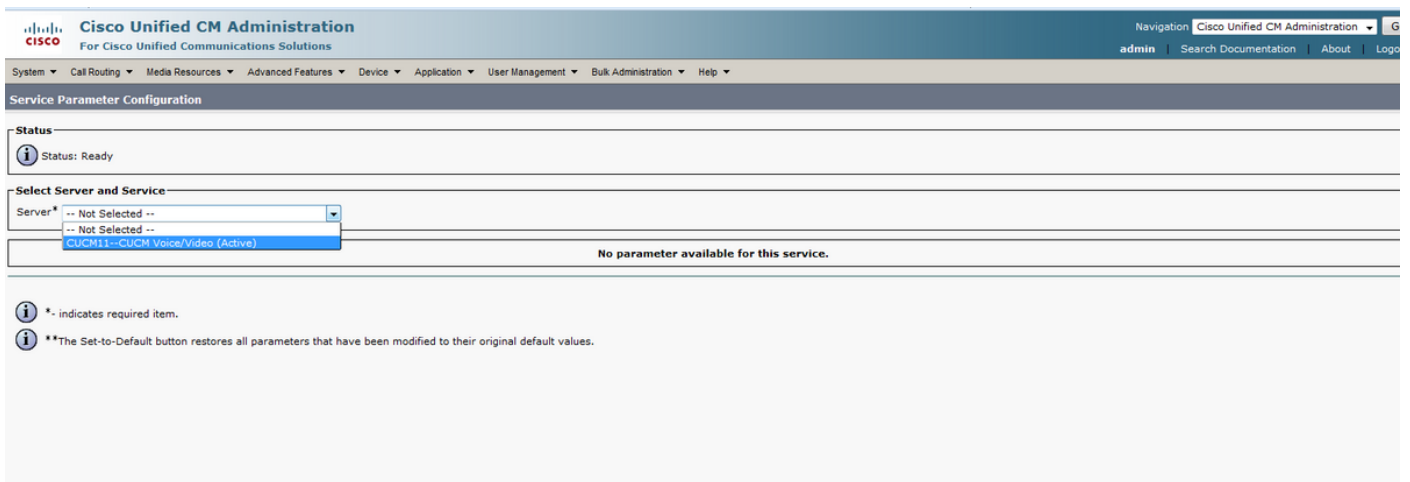 Cisco Unified CM Administration
For Cisco Unified Communications Solutions
CISCO
Navigation Cisco Unified CM Administration G
admin | Search Documentation | About | Logo
System Call Routing Media Resources Advanced Features Device Application User Management Bulk Administration Help
Service Parameter Configuration
Status
Status: Ready
Select Server and Service
Server* -- Not Selected --
-- Not Selected --
CUCM11--CUCM Voice/Video (Active)
No parameter available for this service.
*- indicates required item.
**The Set-to-Default button restores all parameters that have been modified to their original default values.